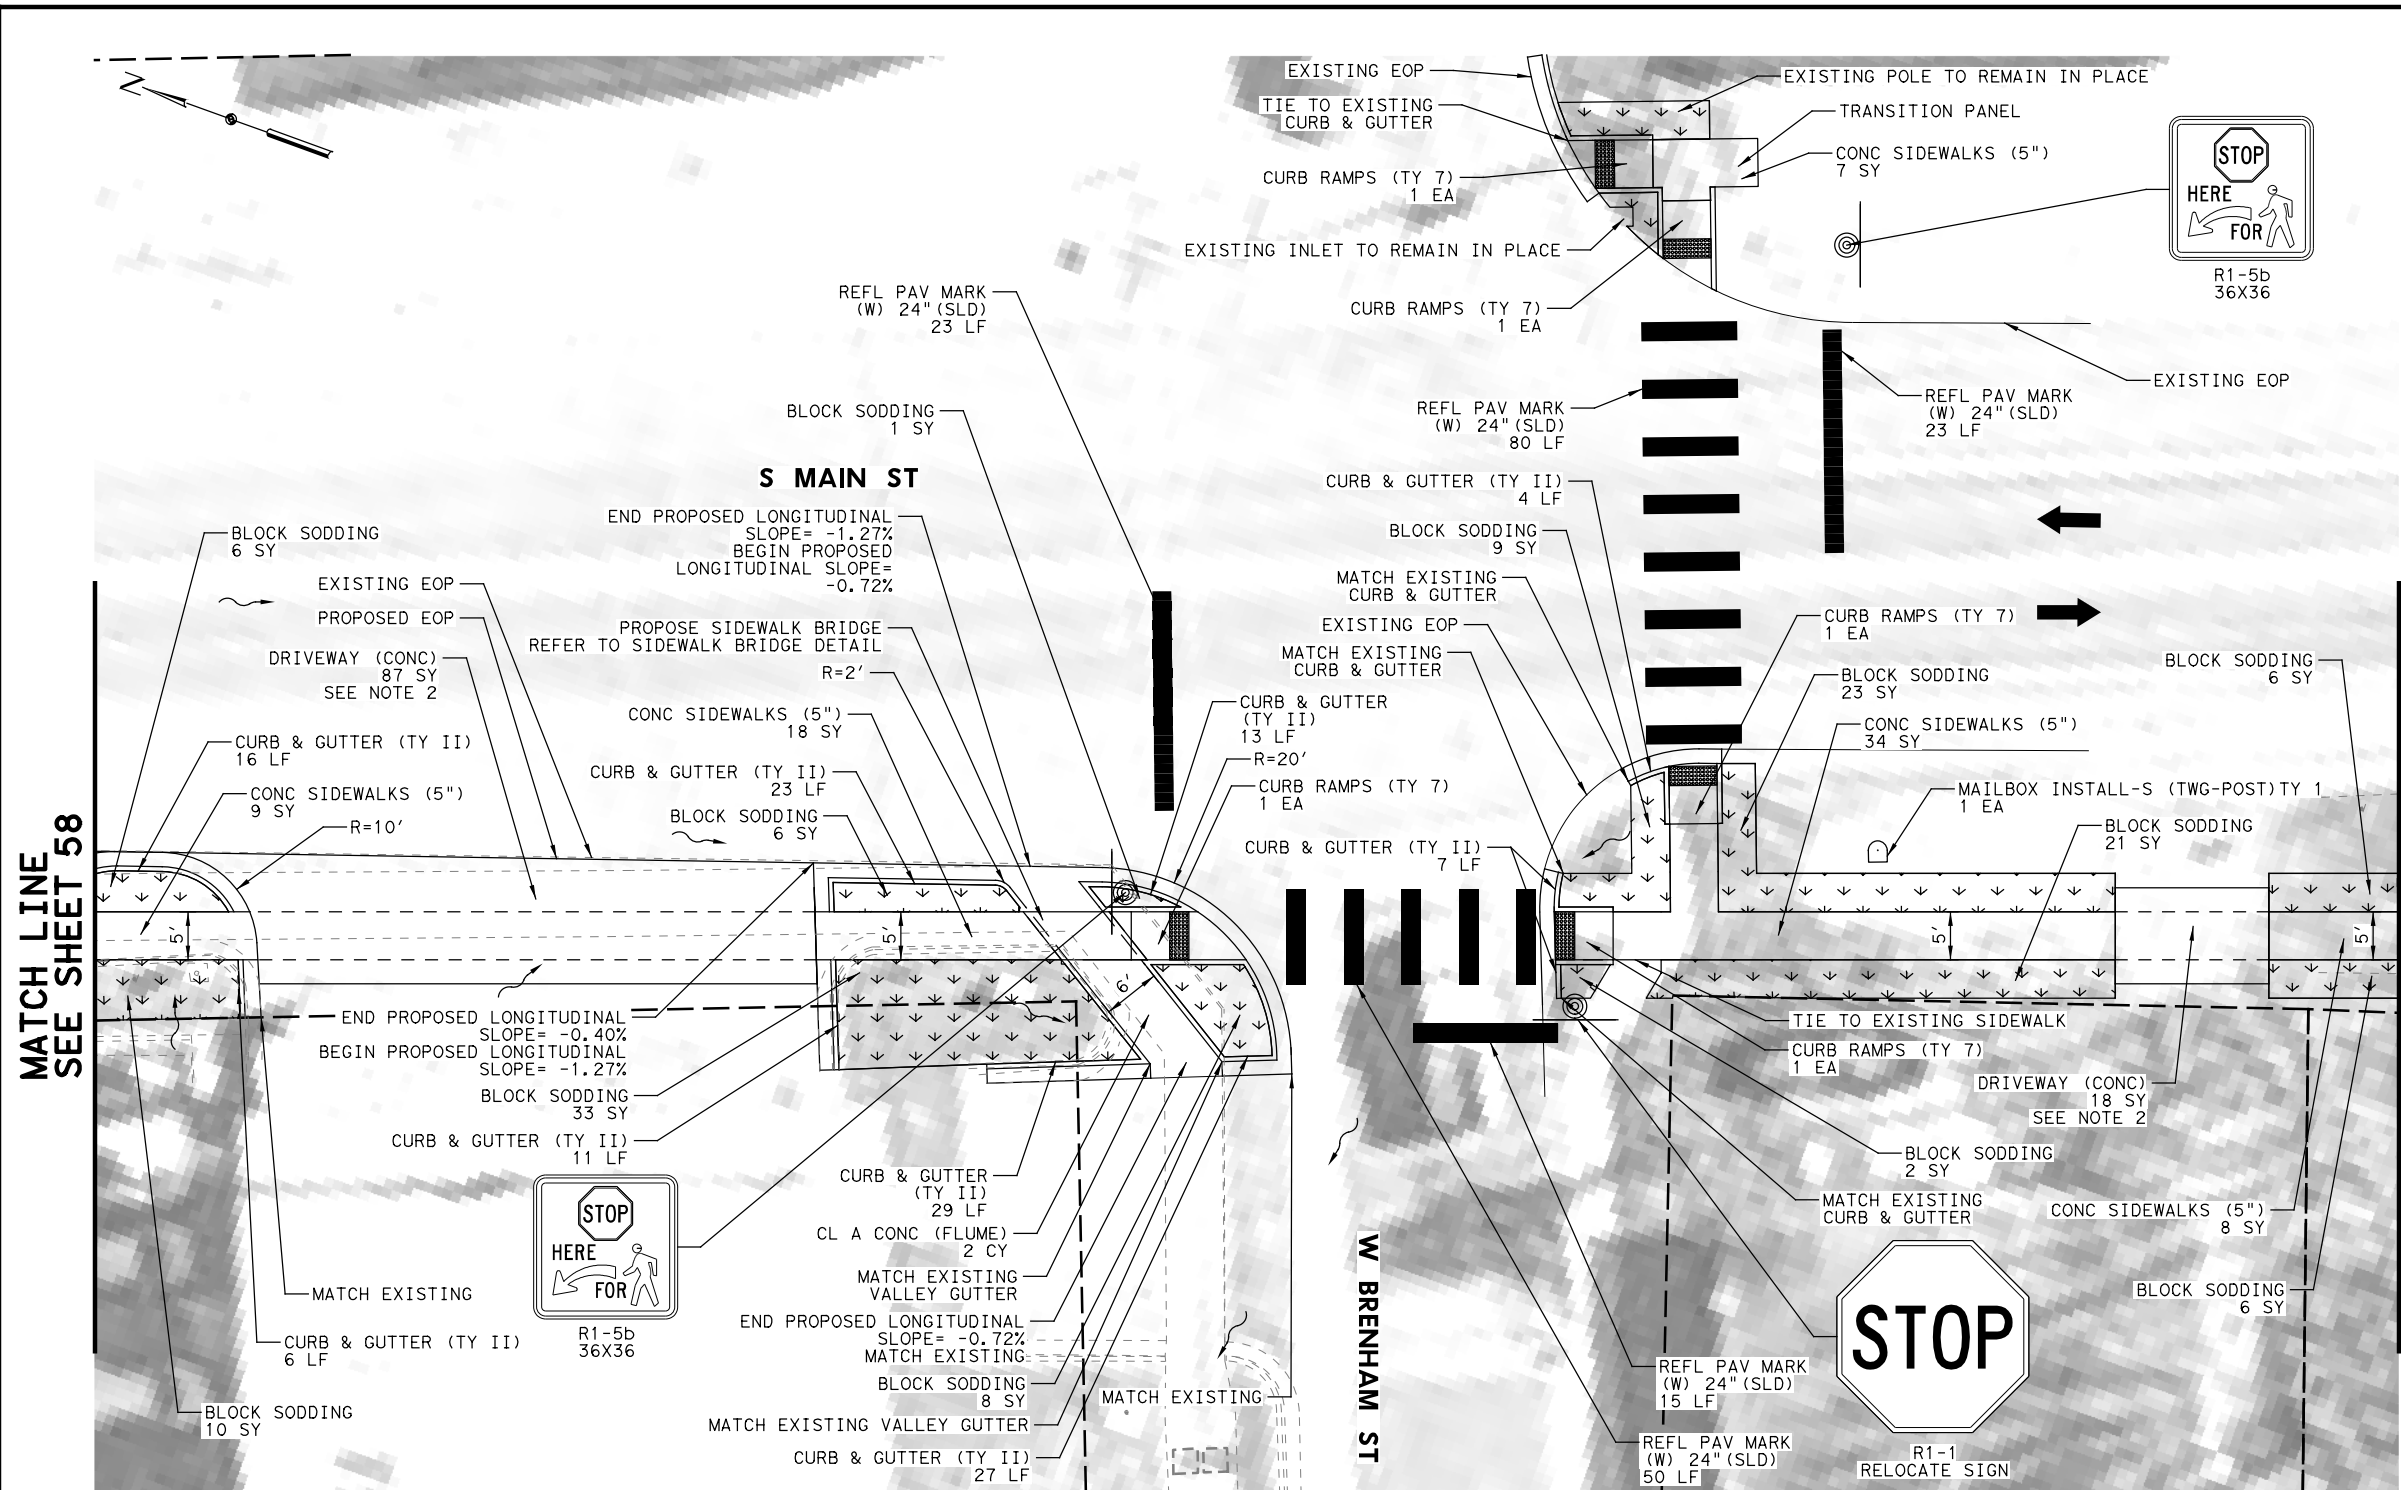 N
EXISTING EOP
TIE TO EXISTING
CURB & GUTTER
CURB RAMPS (TY 7)
1 EA
EXISTING INLET TO REMAIN IN PLACE
CURB RAMPS (TY 7)
1 EA
EXISTING POLE TO REMAIN IN PLACE
TRANSITION PANEL
CONC SIDEWALKS (5")
7 SY
STOP
HERE
FOR
R1-5b
36X36
REFL PAV MARK
(W) 24"(SLD)
23 LF
BLOCK SODDING
1 SY
S MAIN ST
END PROPOSED LONGITUDINAL
SLOPE= -1.27%
BEGIN PROPOSED
LONGITUDINAL SLOPE=
-0.72%
PROPOSE SIDEWALK BRIDGE
REFER TO SIDEWALK BRIDGE DETAIL
R=2'
CONC SIDEWALKS (5")
18 SY
CURB & GUTTER (TY II)
23 LF
BLOCK SODDING
6 SY
BLOCK SODDING
6 SY
EXISTING EOP
PROPOSED EOP
DRIVEWAY (CONC)
87 SY
SEE NOTE 2
CURB & GUTTER (TY II)
16 LF
CONC SIDEWALKS (5")
9 SY
R=10'
MATCH LINE
SEE SHEET 58
5'
5'
6'
REFL PAV MARK
(W) 24"(SLD)
80 LF
CURB & GUTTER (TY II)
4 LF
BLOCK SODDING
9 SY
MATCH EXISTING
CURB & GUTTER
EXISTING EOP
MATCH EXISTING
CURB & GUTTER
CURB & GUTTER
(TY II)
13 LF
R=20'
CURB RAMPS (TY 7)
1 EA
CURB & GUTTER (TY II)
7 LF
EXISTING EOP
REFL PAV MARK
(W) 24"(SLD)
23 LF
CURB RAMPS (TY 7)
1 EA
BLOCK SODDING
23 SY
CONC SIDEWALKS (5")
34 SY
BLOCK SODDING
6 SY
MAILBOX INSTALL-S (TWG-POST)TY 1
1 EA
BLOCK SODDING
21 SY
5'
5'
END PROPOSED LONGITUDINAL
SLOPE= -0.40%
BEGIN PROPOSED LONGITUDINAL
SLOPE= -1.27%
BLOCK SODDING
33 SY
CURB & GUTTER (TY II)
11 LF
STOP
HERE
FOR
R1-5b
36X36
MATCH EXISTING
CURB & GUTTER (TY II)
6 LF
BLOCK SODDING
10 SY
CURB & GUTTER
(TY II)
29 LF
CL A CONC (FLUME)
2 CY
MATCH EXISTING
VALLEY GUTTER
END PROPOSED LONGITUDINAL
SLOPE= -0.72%
MATCH EXISTING
BLOCK SODDING
8 SY
MATCH EXISTING VALLEY GUTTER
CURB & GUTTER (TY II)
27 LF
MATCH EXISTING
W BRENHAM ST
TIE TO EXISTING SIDEWALK
CURB RAMPS (TY 7)
1 EA
DRIVEWAY (CONC)
18 SY
SEE NOTE 2
BLOCK SODDING
2 SY
MATCH EXISTING
CURB & GUTTER
CONC SIDEWALKS (5")
8 SY
BLOCK SODDING
6 SY
STOP
R1-1
RELOCATE SIGN
REFL PAV MARK
(W) 24"(SLD)
15 LF
REFL PAV MARK
(W) 24"(SLD)
50 LF